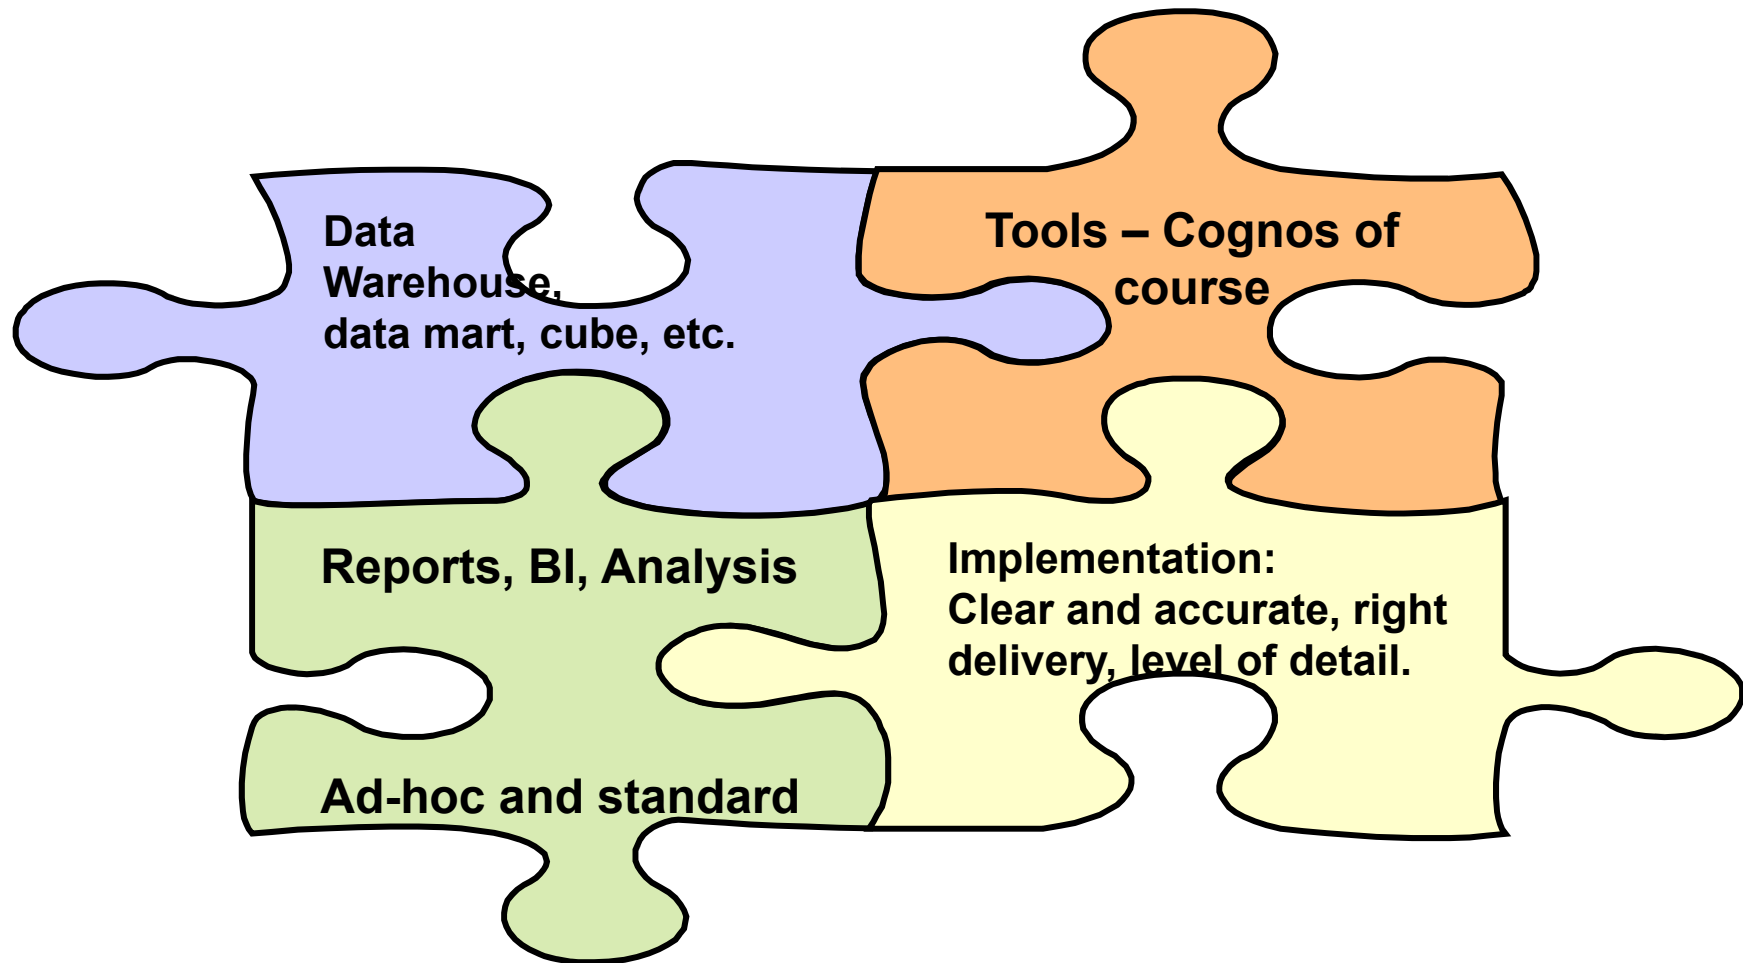 Data
Warehouse,
data mart, cube, etc.
Tools – Cognos of
course
Reports, BI, Analysis
Ad-hoc and standard
Implementation:
Clear and accurate, right
delivery, level of detail.